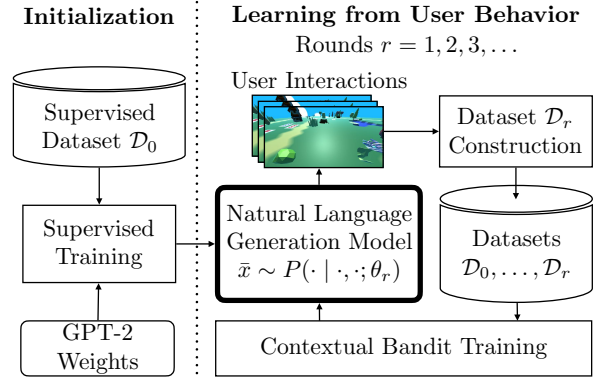 Initialization
Supervised
Dataset 𝒟₀
Supervised
Training
GPT-2
Weights
Learning from User Behavior
Rounds r = 1, 2, 3, . . .
User Interactions
Dataset 𝒟ᵣ
Construction
Natural Language
Generation Model
x̄ ∼ P(· | ·, ·; θᵣ)
Datasets
𝒟₀, . . . , 𝒟ᵣ
Contextual Bandit Training